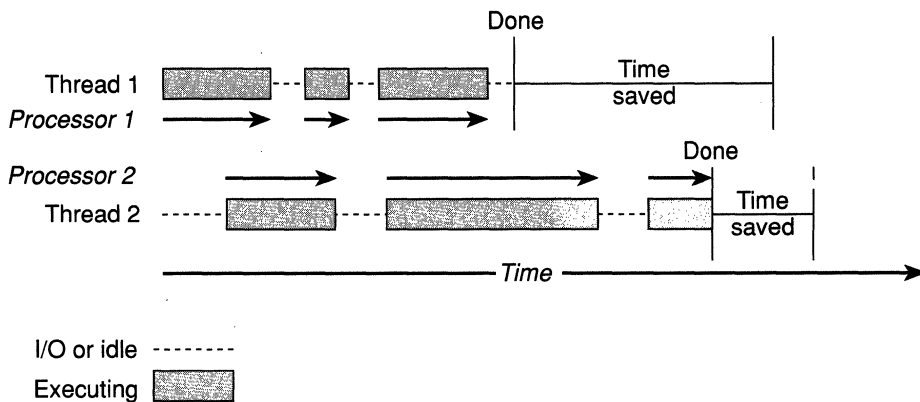 Done
Thread 1
Time
saved
Processor 1
Processor 2
Done
Thread 2
Time
saved
Time
I/O or idle
Executing